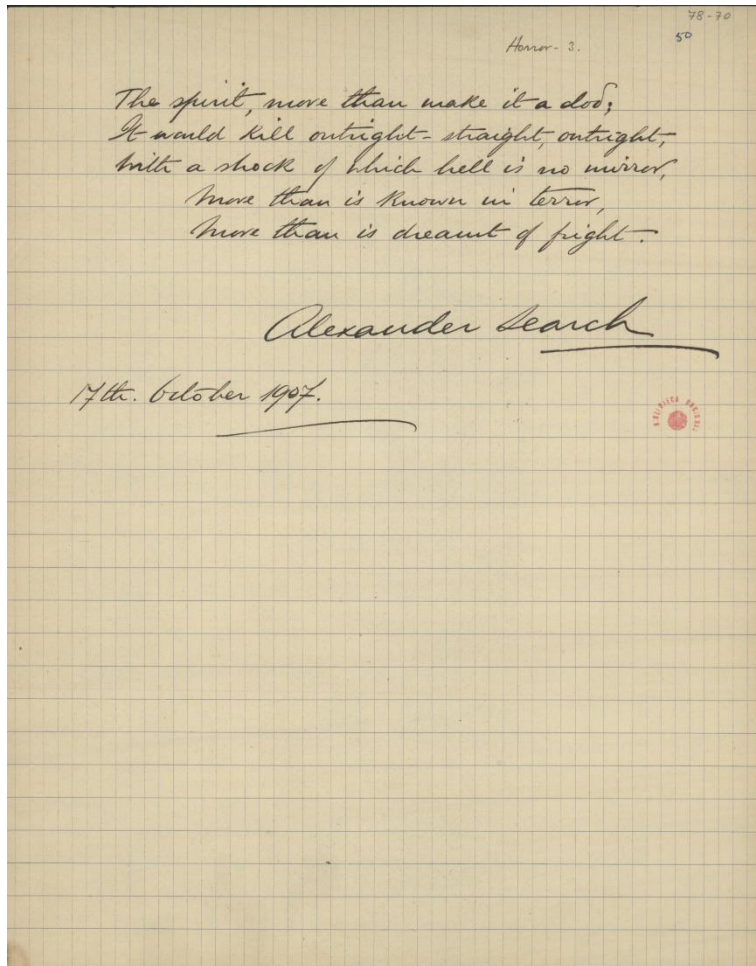 78-70
Horror - 3.
50
The spirit, more than make it a clod;
It would kill outright - straight, outright,
With a shock of which hell is no mirror,
More than is known in terror,
More than is dreamt of fright.
Alexander Search
17th. October 1907.